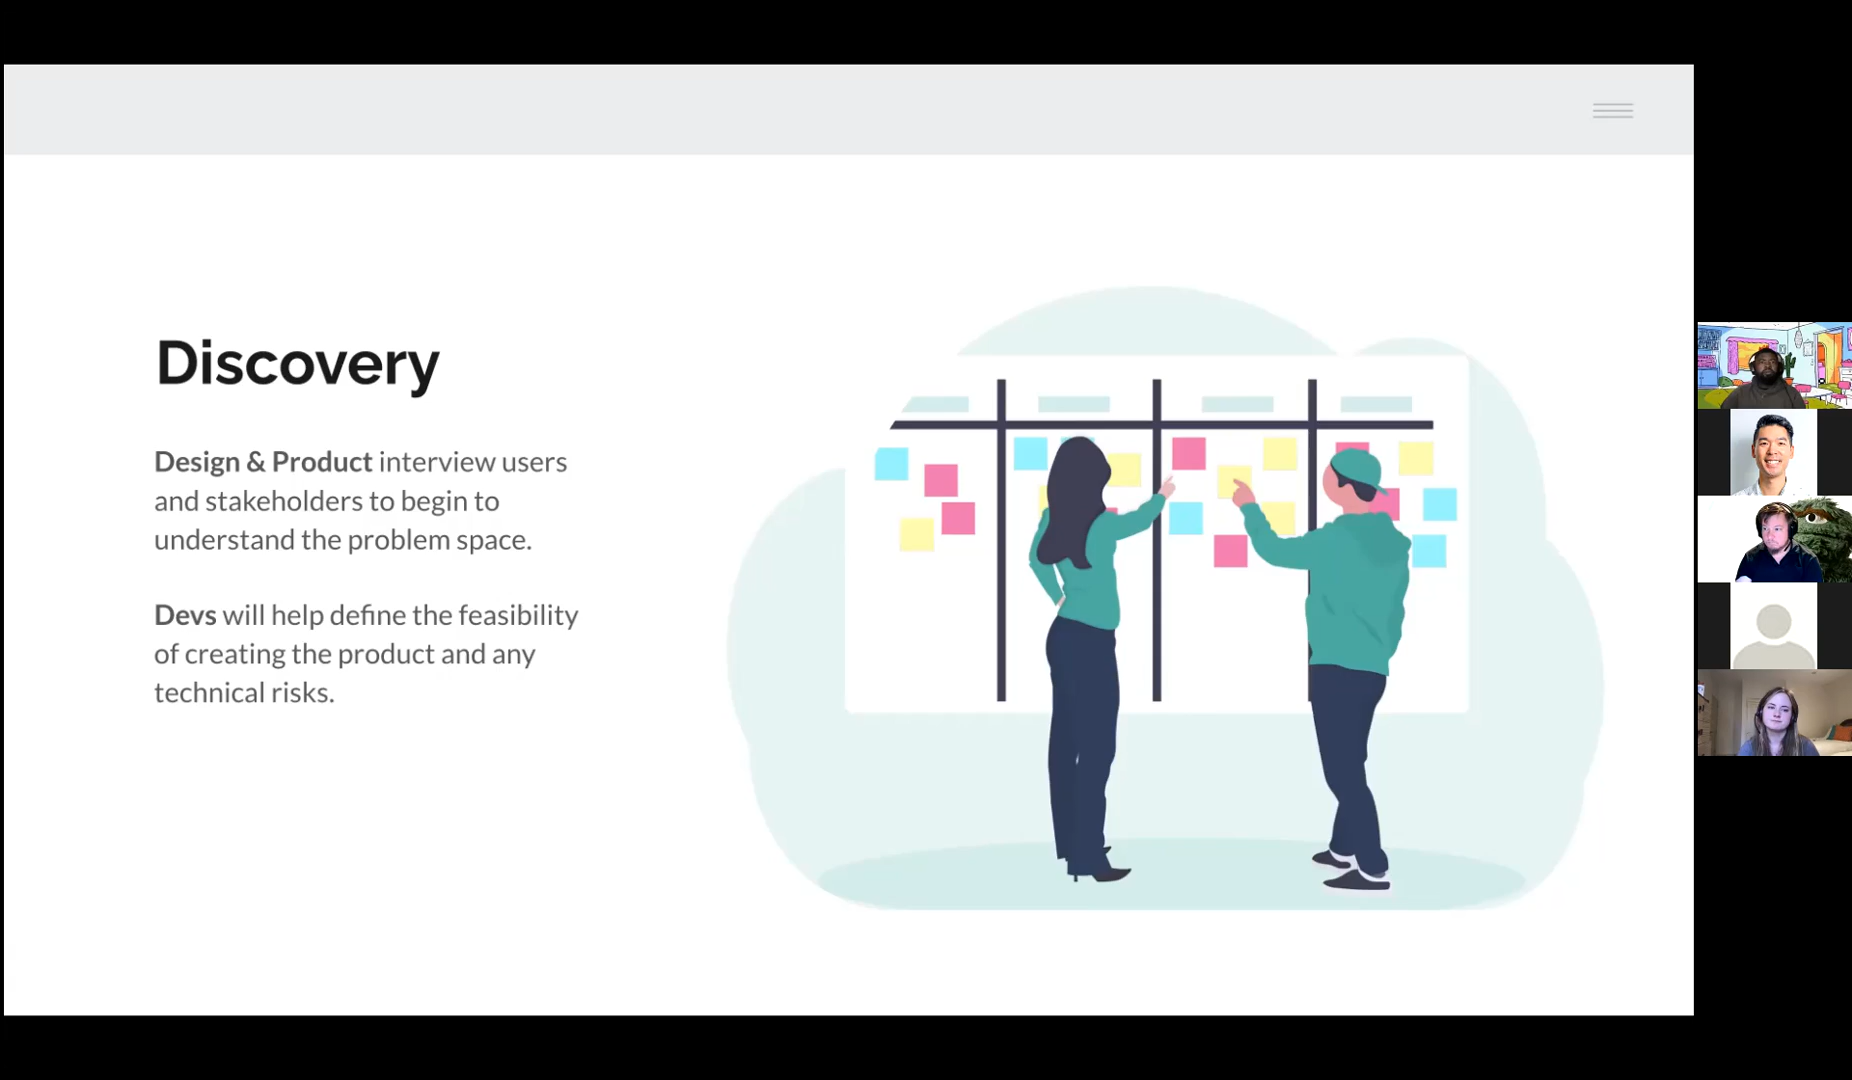 Discovery
Design & Product interview users
and stakeholders to begin to
understand the problem space.
Devs will help define the feasibility
of creating the product and any
technical risks.